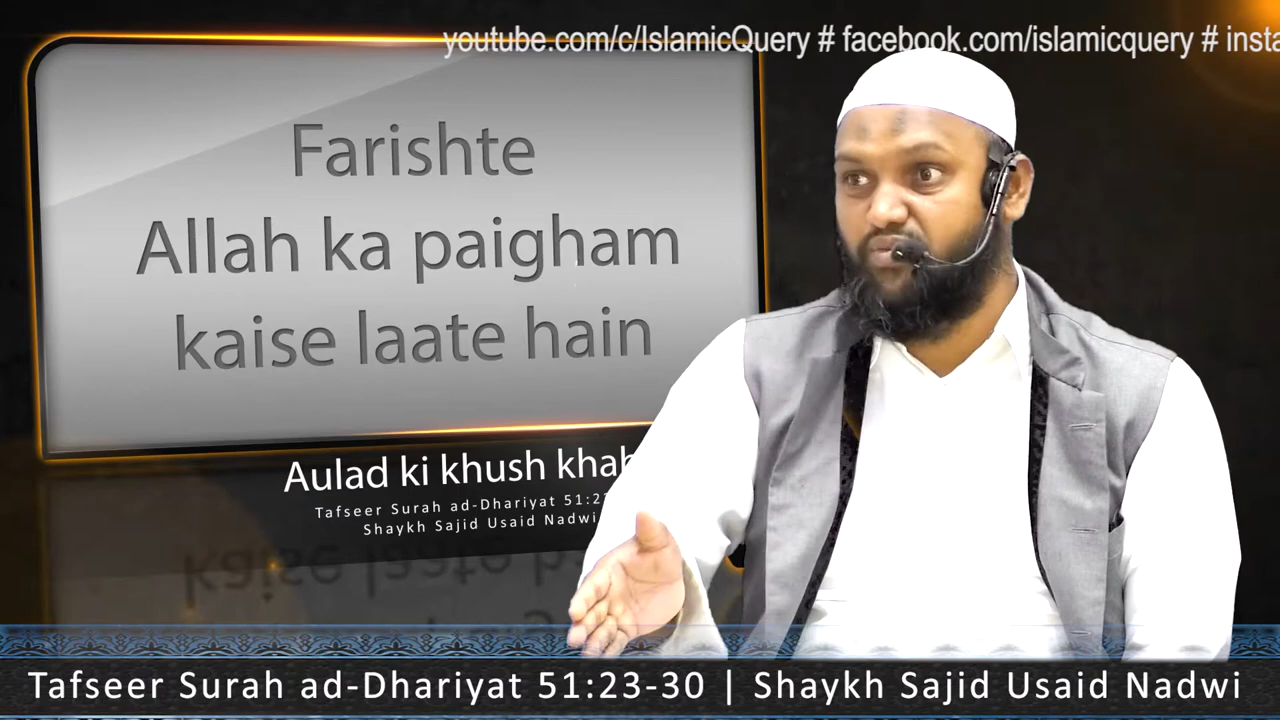 youtube.com/c/IslamicQuery # facebook.com/islamicquery # insta
Farishte
Allah ka paigham
kaise laate hain
Aulad ki khush khab
Tafseer Surah ad-Dhariyat 51:23
Shaykh Sajid Usaid Nadwi
Tafseer Surah ad-Dhariyat 51:23-30 | Shaykh Sajid Usaid Nadwi